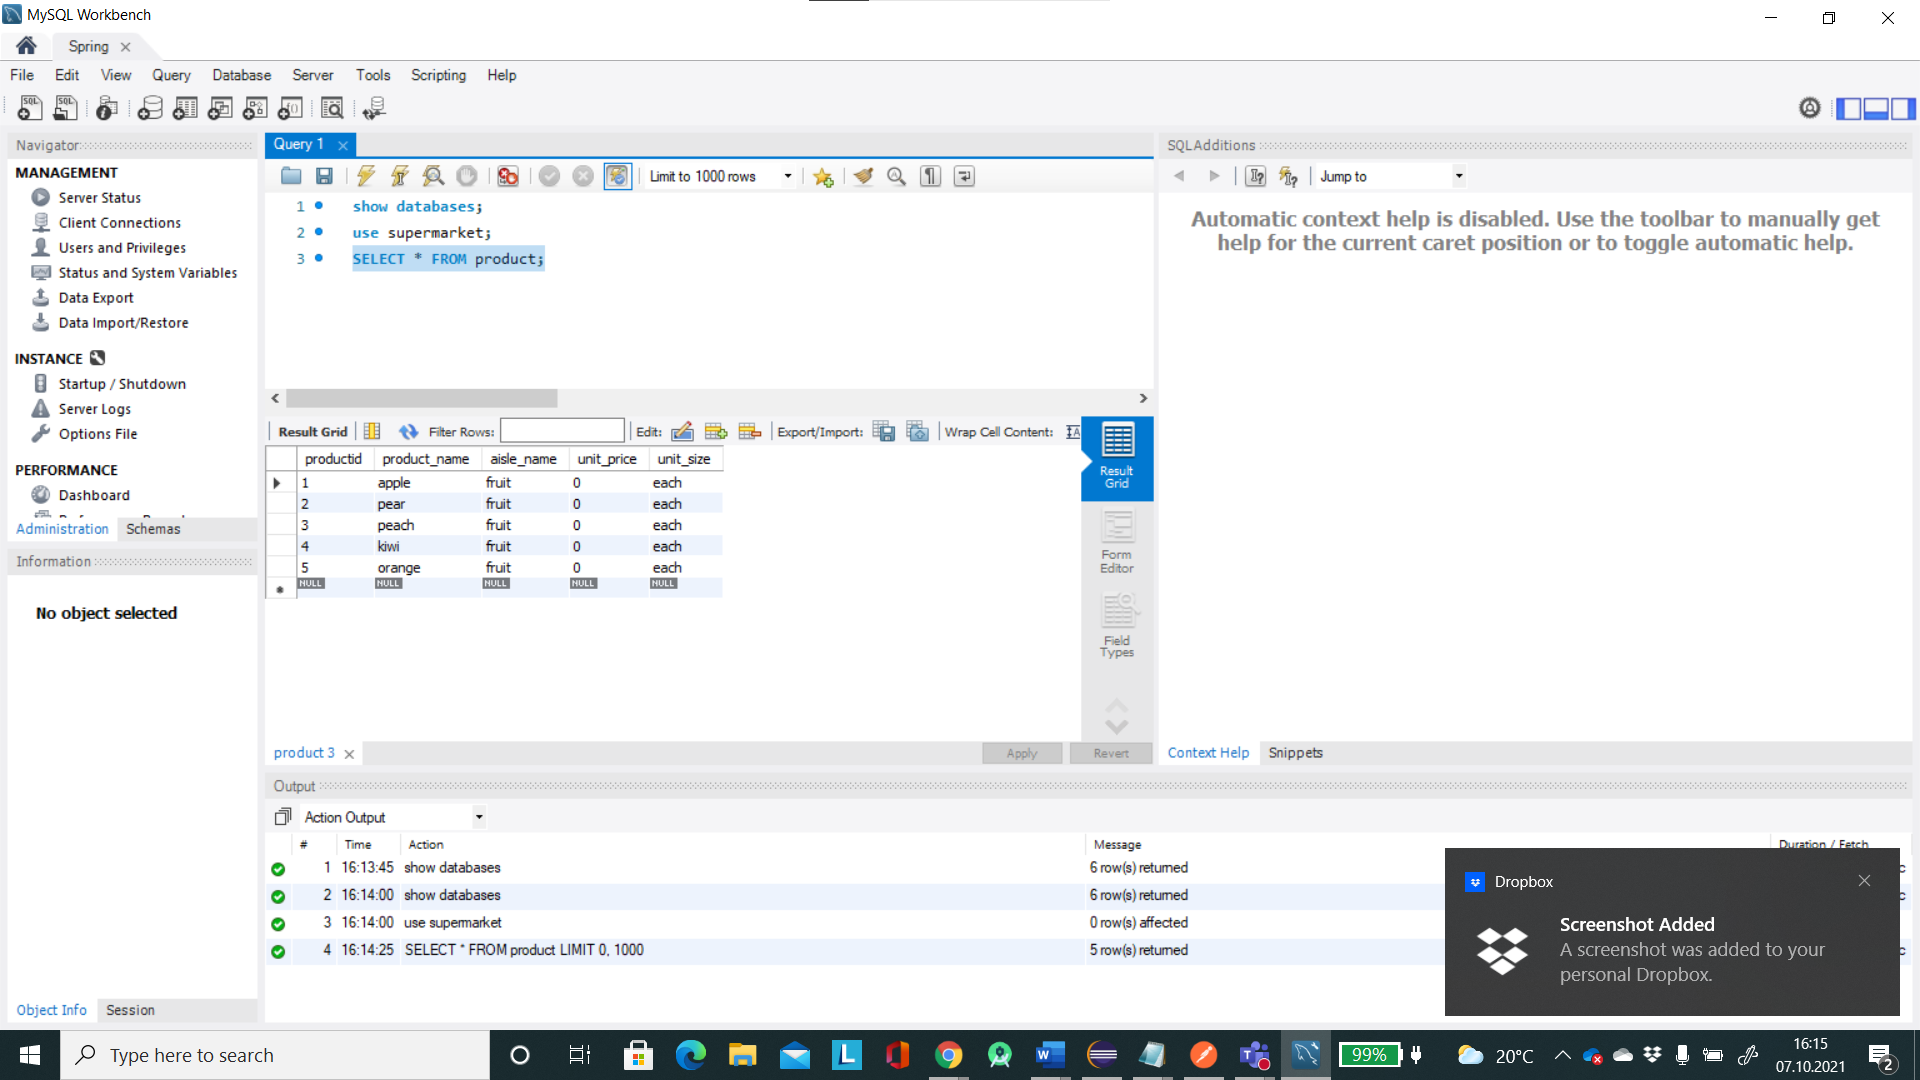 MySQL Workbench
Spring
File Edit View Query Database Server Tools Scripting Help
Navigator
MANAGEMENT
Server Status
Client Connections
Users and Privileges
Status and System Variables
Data Export
Data Import/Restore
INSTANCE
Startup / Shutdown
Server Logs
Options File
PERFORMANCE
Dashboard
Administration Schemas
Information
No object selected
Object Info Session
Query 1
Limit to 1000 rows
1 show databases;
2 use supermarket;
3 SELECT * FROM product;
Result Grid Filter Rows: Edit: Export/Import: Wrap Cell Content:
productid product_name aisle_name unit_price unit_size
1 apple fruit 0 each
2 pear fruit 0 each
3 peach fruit 0 each
4 kiwi fruit 0 each
5 orange fruit 0 each
NULL NULL NULL NULL NULL
Result
Grid
Form
Editor
Field
Types
product 3
Apply Revert
SQLAdditions
Jump to
Automatic context help is disabled. Use the toolbar to manually get
help for the current caret position or to toggle automatic help.
Context Help Snippets
Output
Action Output
# Time Action Message Duration / Fetch
1 16:13:45 show databases 6 row(s) returned
2 16:14:00 show databases 6 row(s) returned
3 16:14:00 use supermarket 0 row(s) affected
4 16:14:25 SELECT * FROM product LIMIT 0, 1000 5 row(s) returned
Dropbox
Screenshot Added
A screenshot was added to your
personal Dropbox.
Type here to search
99%
20°C
16:15
07.10.2021
2